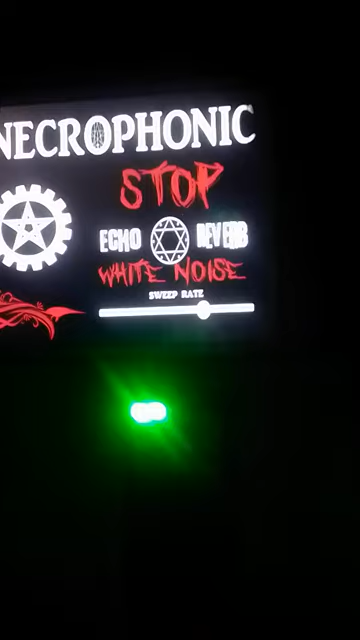 NECROPHONIC
STOP
ECHO REVERB
WHITE NOISE
SWEEP RATE